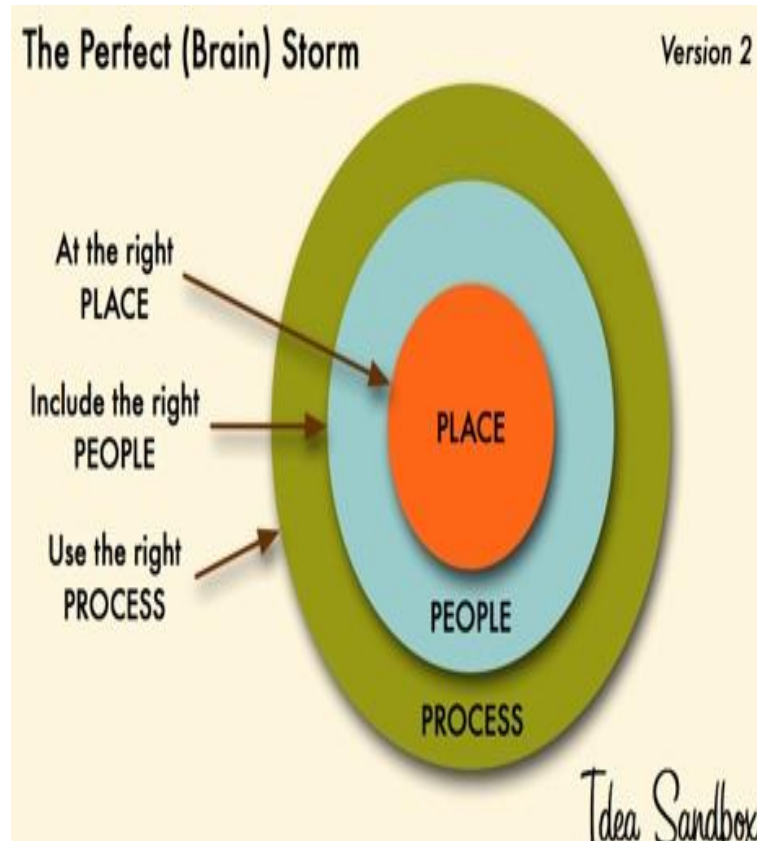 The Perfect (Brain) Storm
Version 2
At the right
PLACE
Include the right
PEOPLE
Use the right
PROCESS
PLACE
PEOPLE
PROCESS
Idea Sandbox